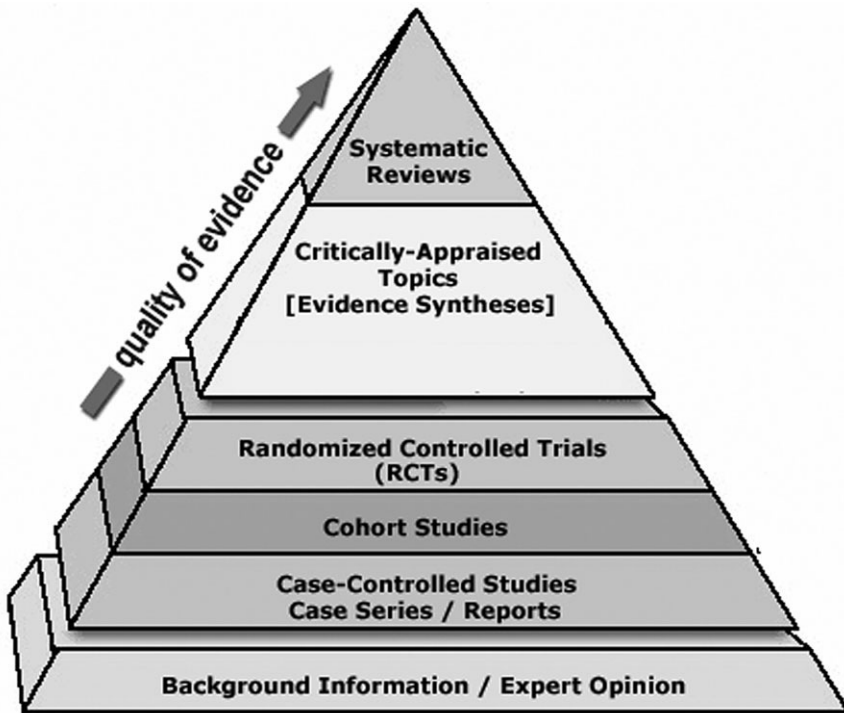 quality of evidence
Systematic
Reviews
Critically-Appraised
Topics
[Evidence Syntheses]
Randomized Controlled Trials
(RCTs)
Cohort Studies
Case-Controlled Studies
Case Series / Reports
Background Information / Expert Opinion